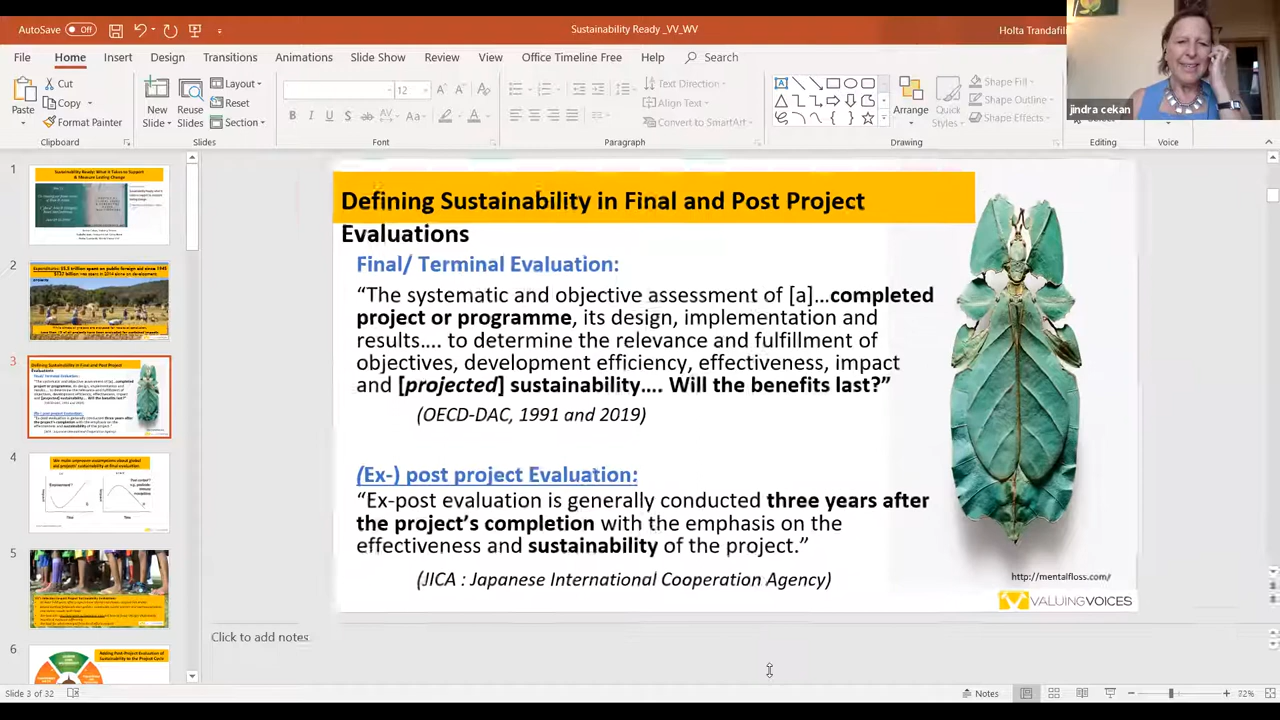 AutoSave Off
Sustainability Ready _VV_WV
Holta Trandafil
File Home Insert Design Transitions Animations Slide Show Review View Office Timeline Free Help Search
Paste
Cut
Copy
Format Painter
New Slide
Reuse Slides
Layout
Reset
Section
12
Text Direction
Align Text
Convert to SmartArt
Arrange
Quick Styles
Shape Fill
Shape Outline
Shape Effects
Clipboard Slides Font Paragraph Drawing Editing Voice
jindra cekan
1
2
3
4
5
6
Defining Sustainability in Final and Post Project
Evaluations
Final/ Terminal Evaluation:
“The systematic and objective assessment of [a]…completed
project or programme, its design, implementation and
results…. to determine the relevance and fulfillment of
objectives, development efficiency, effectiveness, impact
and [projected] sustainability…. Will the benefits last?”
(OECD-DAC, 1991 and 2019)
(Ex-) post project Evaluation:
“Ex-post evaluation is generally conducted three years after
the project’s completion with the emphasis on the
effectiveness and sustainability of the project.”
(JICA : Japanese International Cooperation Agency)
http://mentalfloss.com/
VALUING VOICES
Click to add notes
Slide 3 of 32
Notes
72%